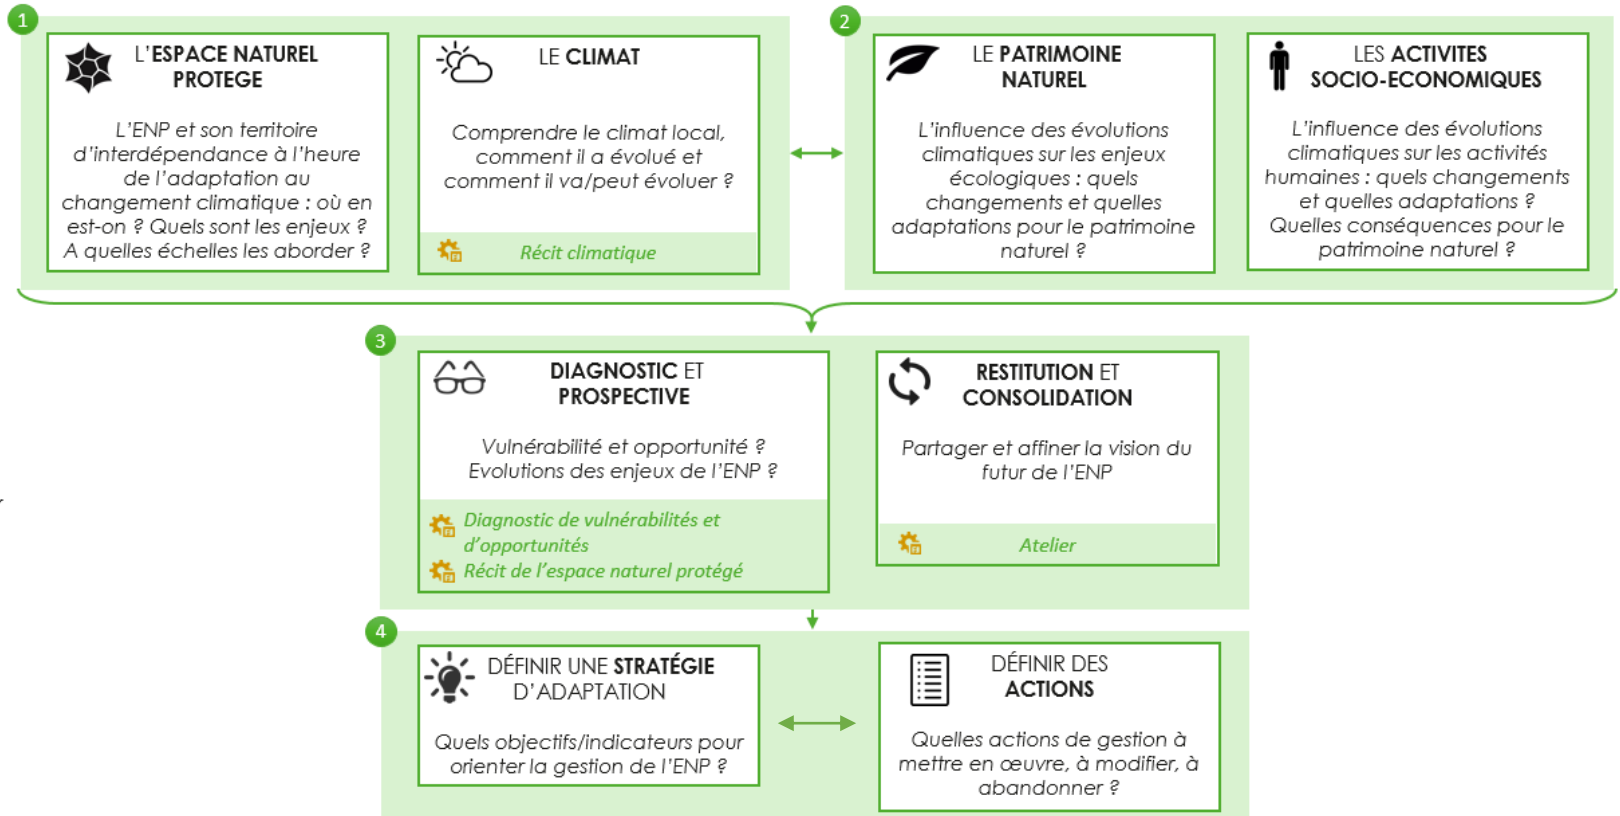 1
L'ESPACE NATUREL
PROTEGE
L'ENP et son territoire
d'interdépendance à l'heure
de l'adaptation au
changement climatique : où en
est-on ? Quels sont les enjeux ?
A quelles échelles les aborder ?
LE CLIMAT
Comprendre le climat local,
comment il a évolué et
comment il va/peut évoluer ?
Récit climatique
2
LE PATRIMOINE
NATUREL
L'influence des évolutions
climatiques sur les enjeux
écologiques : quels
changements et quelles
adaptations pour le patrimoine
naturel ?
LES ACTIVITES
SOCIO-ECONOMIQUES
L'influence des évolutions
climatiques sur les activités
humaines : quels changements
et quelles adaptations ?
Quelles conséquences pour le
patrimoine naturel ?
3
DIAGNOSTIC ET
PROSPECTIVE
Vulnérabilité et opportunité ?
Evolutions des enjeux de l'ENP ?
Diagnostic de vulnérabilités et
d'opportunités
Récit de l'espace naturel protégé
RESTITUTION ET
CONSOLIDATION
Partager et affiner la vision du
futur de l'ENP
Atelier
4
DÉFINIR UNE STRATÉGIE
D'ADAPTATION
Quels objectifs/indicateurs pour
orienter la gestion de l'ENP ?
DÉFINIR DES
ACTIONS
Quelles actions de gestion à
mettre en œuvre, à modifier, à
abandonner ?